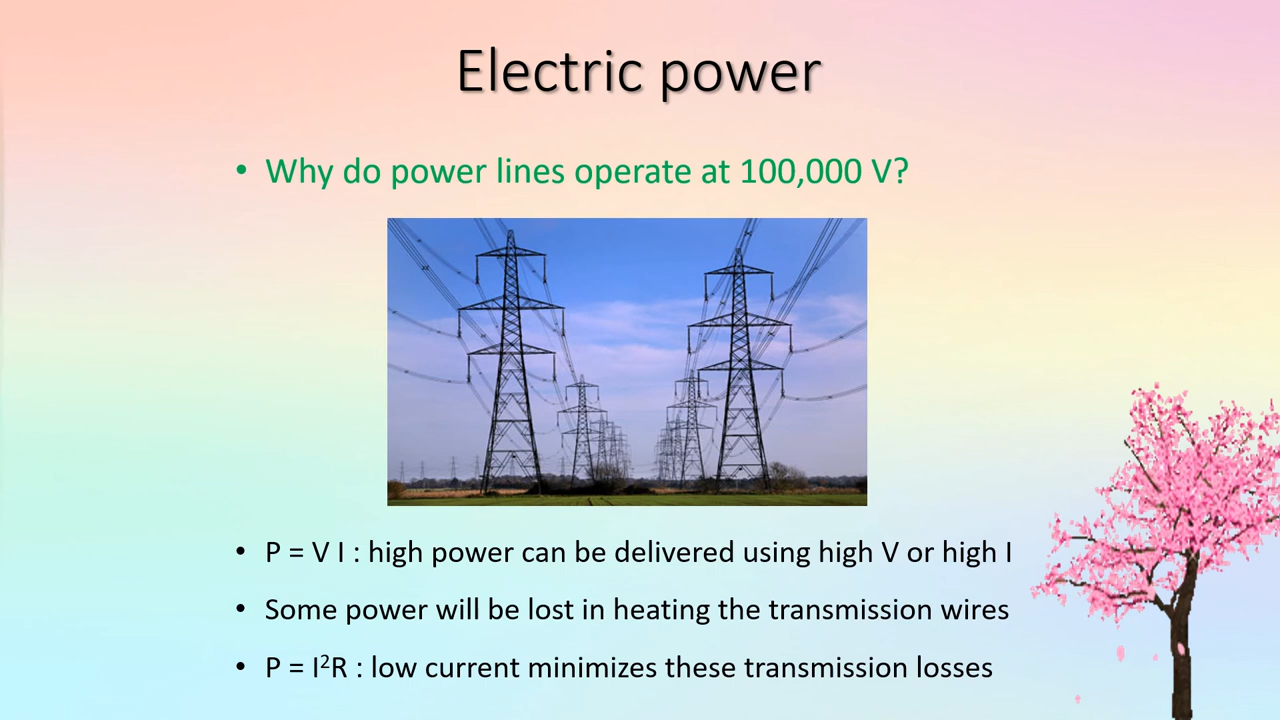 Electric power
• Why do power lines operate at 100,000 V?
• P = V I : high power can be delivered using high V or high I
• Some power will be lost in heating the transmission wires
• P = I²R : low current minimizes these transmission losses